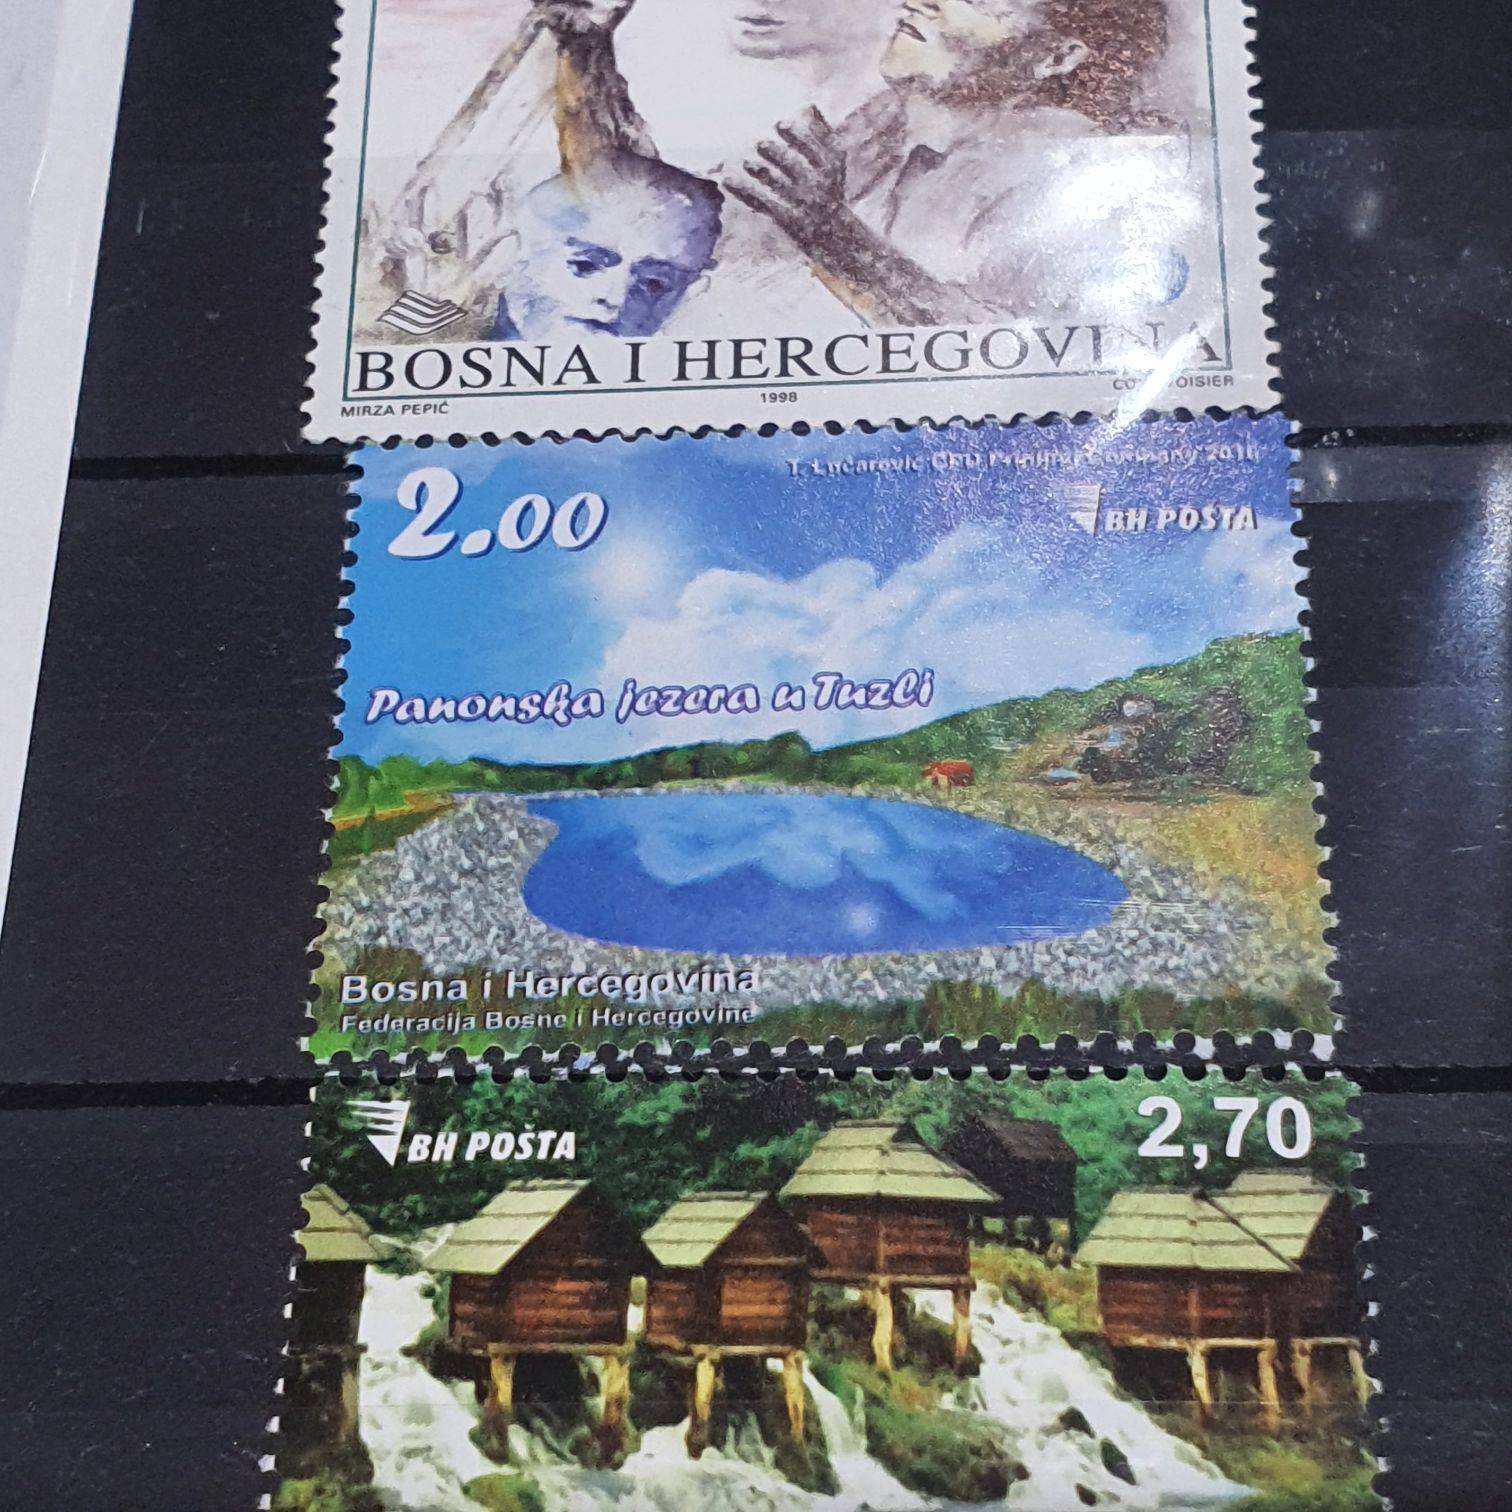 BOSNA I HERCEGOVINA
MIRZA PEPIĆ
1998
2.00
BH POŠTA
Panonska jezera u Tuzli
Bosna i Hercegovina
Federacija Bosne i Hercegovine
BH POŠTA
2,70